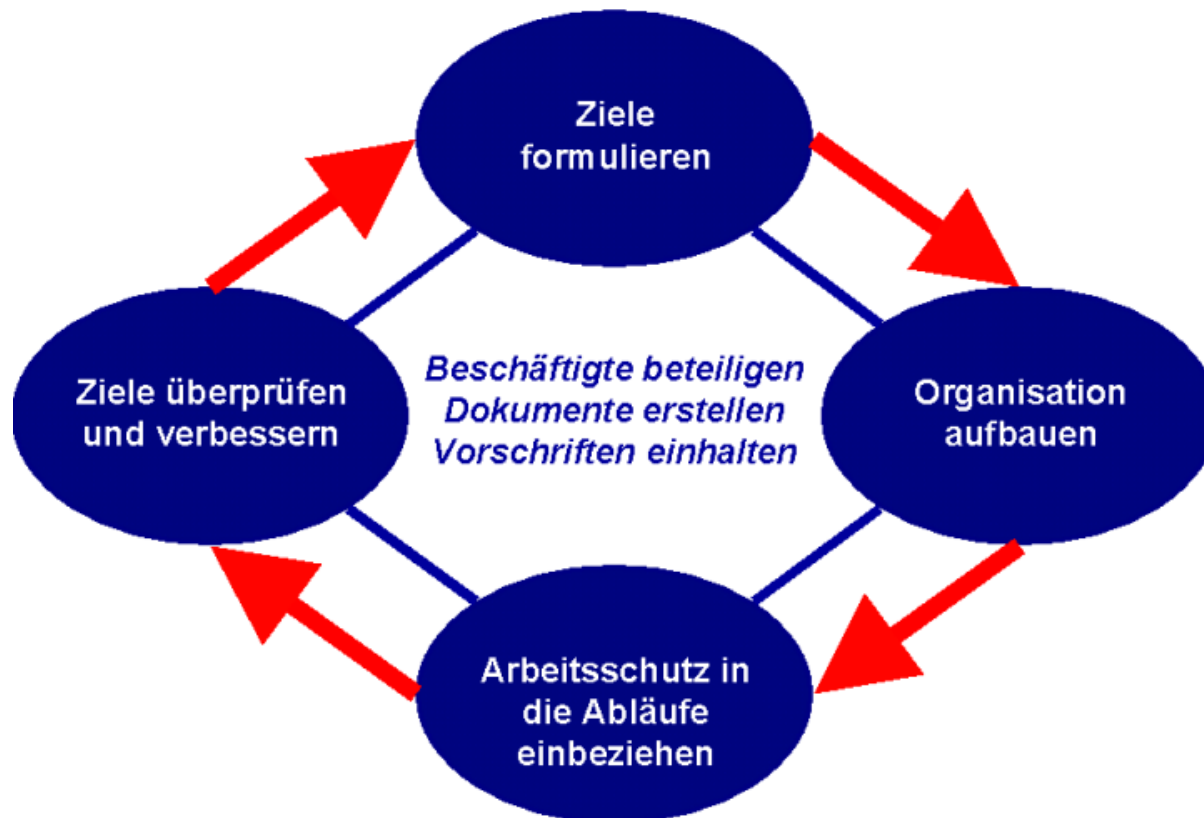 Ziele
formulieren
Ziele überprüfen
und verbessern
Beschäftigte beteiligen
Dokumente erstellen
Vorschriften einhalten
Organisation
aufbauen
Arbeitsschutz in
die Abläufe
einbeziehen